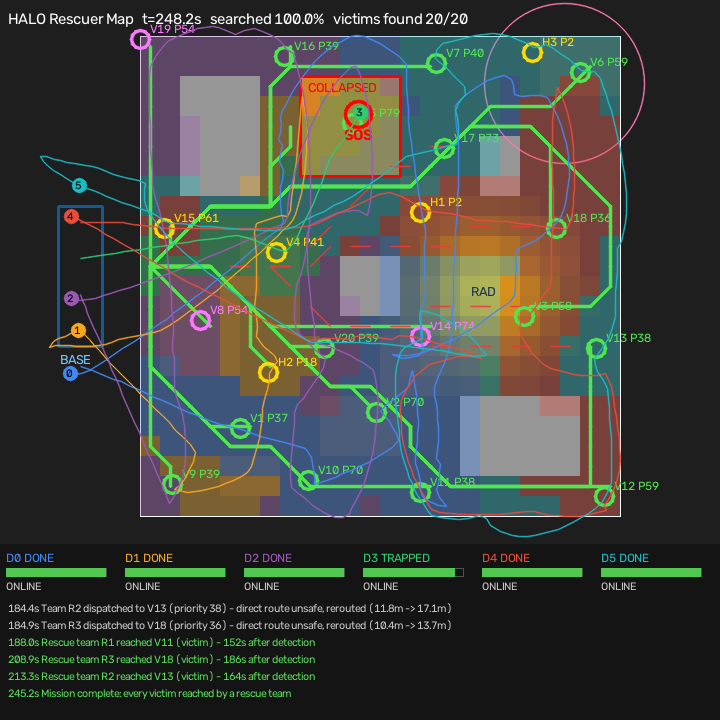 HALO Rescuer Map  t=248.2s  searched 100.0%  victims found 20/20
V19 P54
V16 P39
V7 P40
H3 P2
V6 P59
COLLAPSED
3
P79
SOS
V17 P73
5
4
V15 P61
H1 P2
V18 P36
V4 P41
2
RAD
V8 P54
V3 P58
1
V14 P74
BASE
V20 P39
V13 P38
0
H2 P18
V2 P70
V1 P37
V9 P39
V10 P70
V11 P38
V12 P59
D0 DONE
D1 DONE
D2 DONE
D3 TRAPPED
D4 DONE
D5 DONE
ONLINE
ONLINE
ONLINE
ONLINE
ONLINE
ONLINE
184.4s Team R2 dispatched to V13 (priority 38) - direct route unsafe, rerouted (11.8m -> 17.1m)
184.9s Team R3 dispatched to V18 (priority 36) - direct route unsafe, rerouted (10.4m -> 13.7m)
188.0s Rescue team R1 reached V11 (victim) - 152s after detection
208.9s Rescue team R3 reached V18 (victim) - 186s after detection
213.3s Rescue team R2 reached V13 (victim) - 164s after detection
245.2s Mission complete: every victim reached by a rescue team